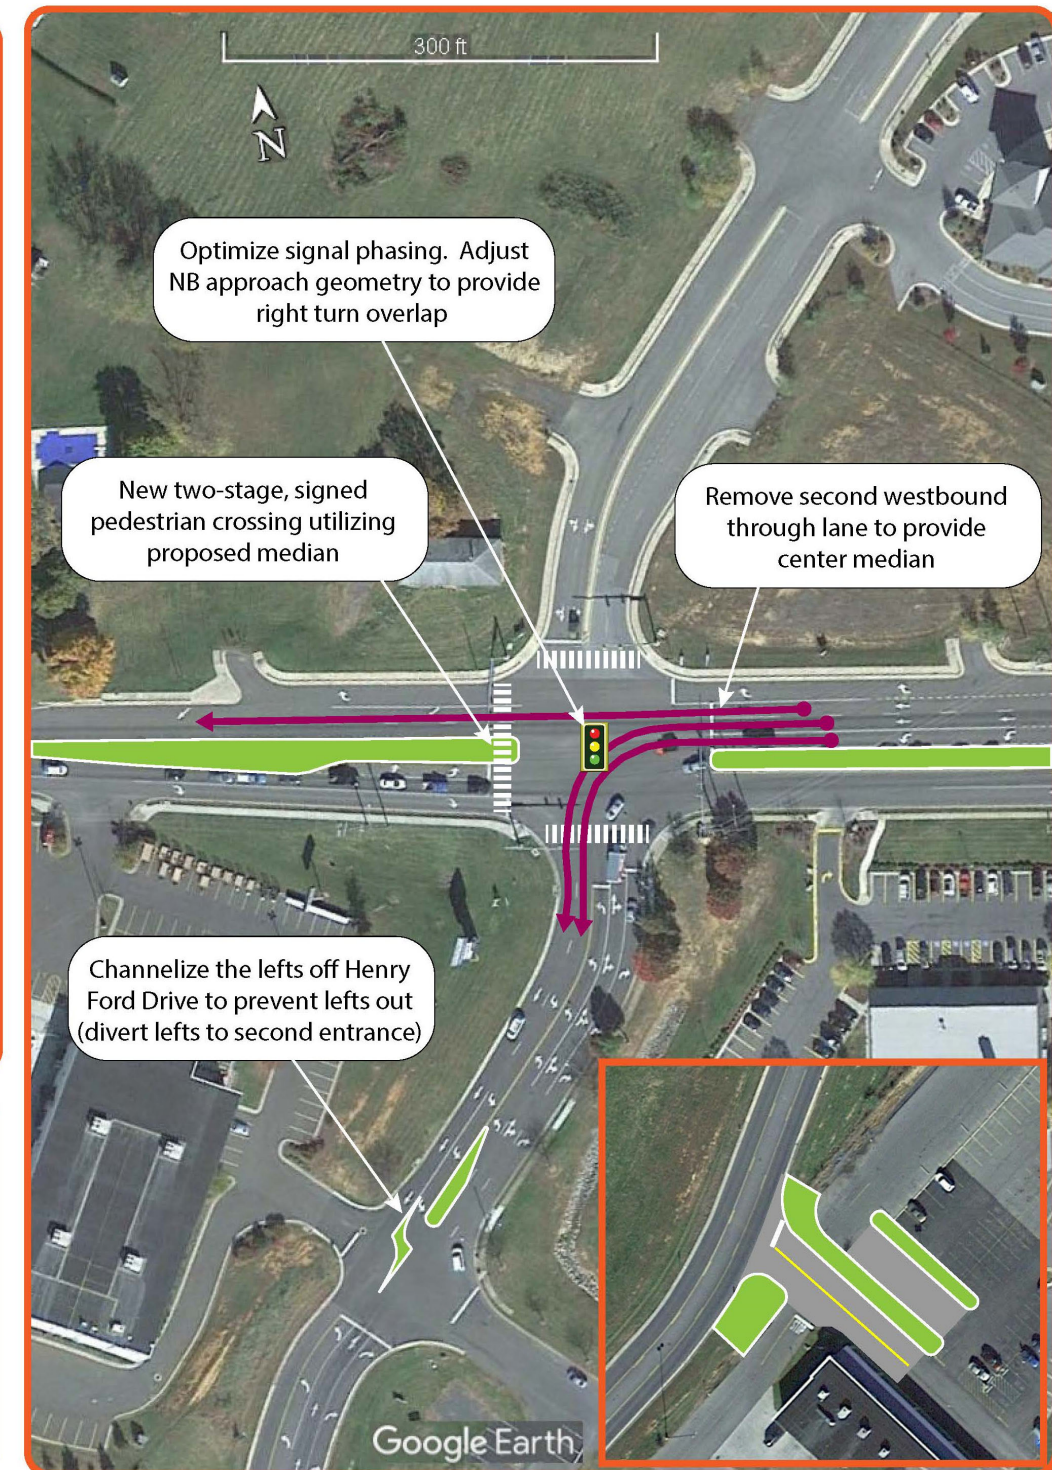 300 ft
N
Optimize signal phasing. Adjust
NB approach geometry to provide
right turn overlap
New two-stage, signed
pedestrian crossing utilizing
proposed median
Remove second westbound
through lane to provide
center median
Channelize the lefts off Henry
Ford Drive to prevent lefts out
(divert lefts to second entrance)
Google Earth